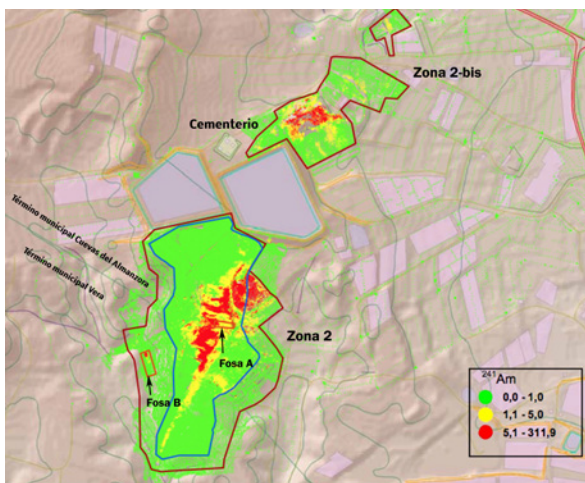 Zona 2-bis
Cementerio
Término municipal Cuevas del Almanzora
Término municipal Vera
Zona 2
Fosa A
Fosa B
241Am
0,0 - 1,0
1,1 - 5,0
5,1 - 311,9